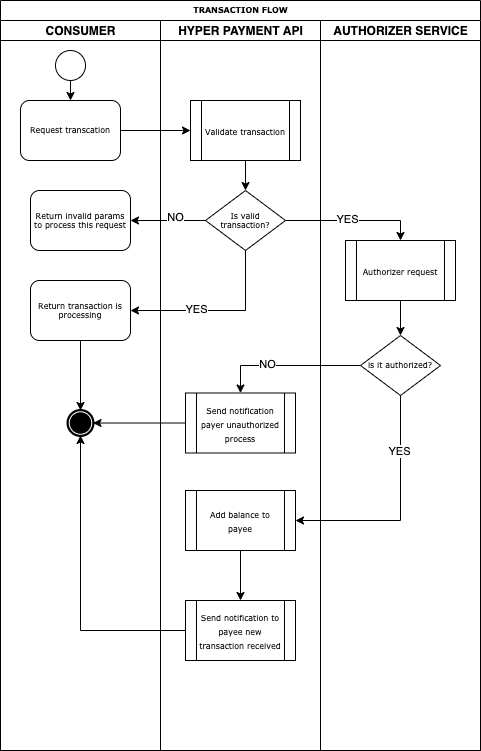 TRANSACTION FLOW
CONSUMER
HYPER PAYMENT API
AUTHORIZER SERVICE
Request transcation
Validate transaction
Return invalid params
to process this request
NO
Is valid
transaction?
YES
Authorizer request
Return transaction is
processing
YES
is it authorized?
NO
Send notification
payer unauthorized
process
YES
Add balance to
payee
Send notification to
payee new
transaction received